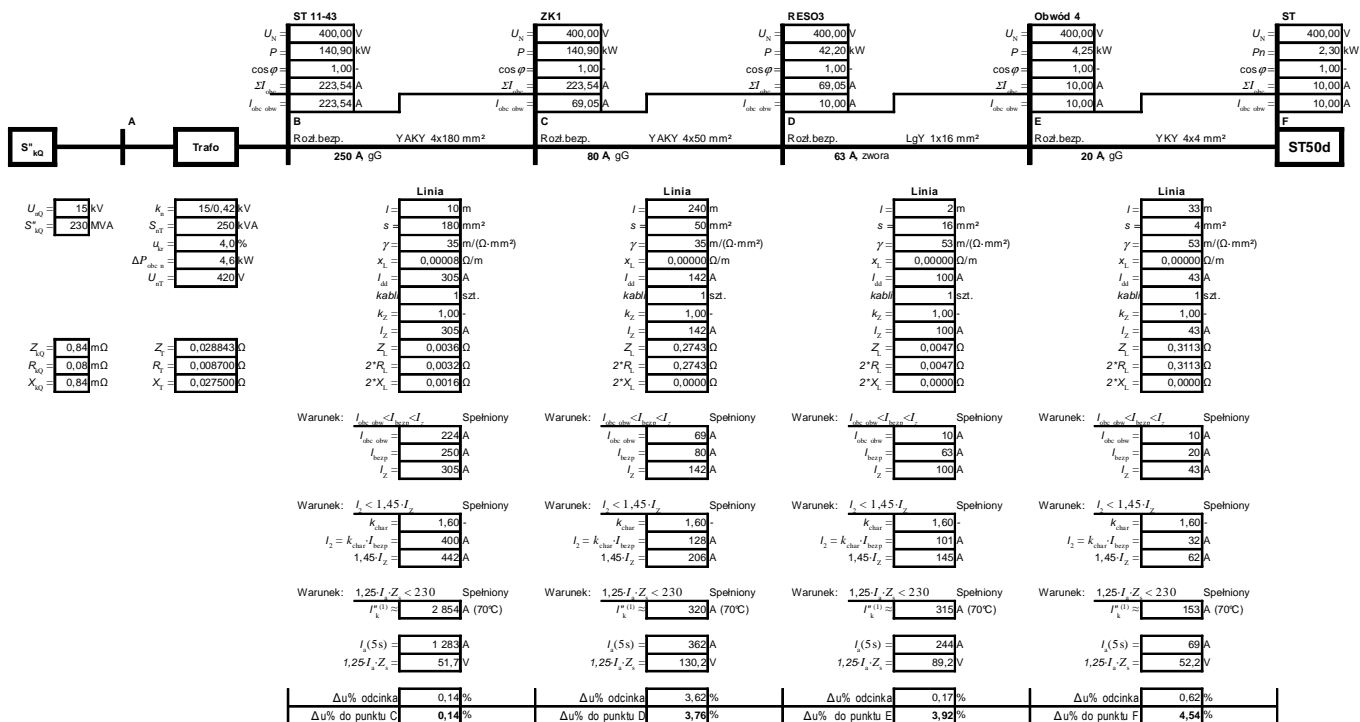 ST 11-43 ZK1 RESO3 Obwód 4 ST
U_N = 400,00 V U_N = 400,00 V U_N = 400,00 V U_N = 400,00 V U_N = 400,00 V
P = 140,90 kW P = 140,90 kW P = 42,20 kW P = 4,25 kW Pn = 2,30 kW
cosφ = 1,00 - cosφ = 1,00 - cosφ = 1,00 - cosφ = 1,00 - cosφ = 1,00 -
ΣI_obc = 223,54 A ΣI_obc = 223,54 A ΣI_obc = 69,05 A ΣI_obc = 10,00 A ΣI_obc = 10,00 A
I_obc obw = 223,54 A I_obc obw = 69,05 A I_obc obw = 10,00 A I_obc obw = 10,00 A I_obc obw = 10,00 A
A B C D E F
S"_kQ Trafo Rozł.bezp. YAKY 4x180 mm² Rozł.bezp. YAKY 4x50 mm² Rozł.bezp. LgY 1x16 mm² Rozł.bezp. YKY 4x4 mm² ST50d
250 A, gG 80 A, gG 63 A, zwora 20 A, gG
Linia Linia Linia Linia
U_nQ = 15 kV k_n = 15/0,42 kV l = 10 m l = 240 m l = 2 m l = 33 m
S"_kQ = 230 MVA S_nT = 250 kVA s = 180 mm² s = 50 mm² s = 16 mm² s = 4 mm²
u_kr = 4,0 % γ = 35 m/(Ω·mm²) γ = 35 m/(Ω·mm²) γ = 53 m/(Ω·mm²) γ = 53 m/(Ω·mm²)
ΔP_obc n = 4,6 kW x_L = 0,00008 Ω/m x_L = 0,00000 Ω/m x_L = 0,00000 Ω/m x_L = 0,00000 Ω/m
U_nT = 420 V I_dd = 305 A I_dd = 142 A I_dd = 100 A I_dd = 43 A
kabli 1 szt. kabli 1 szt. kabli 1 szt. kabli 1 szt.
k_Z = 1,00 - k_Z = 1,00 - k_Z = 1,00 - k_Z = 1,00 -
I_Z = 305 A I_Z = 142 A I_Z = 100 A I_Z = 43 A
Z_kQ = 0,84 mΩ Z_T = 0,028843 Ω Z_L = 0,0036 Ω Z_L = 0,2743 Ω Z_L = 0,0047 Ω Z_L = 0,3113 Ω
R_kQ = 0,08 mΩ R_T = 0,008700 Ω 2*R_L = 0,0032 Ω 2*R_L = 0,2743 Ω 2*R_L = 0,0047 Ω 2*R_L = 0,3113 Ω
X_kQ = 0,84 mΩ X_T = 0,027500 Ω 2*X_L = 0,0016 Ω 2*X_L = 0,0000 Ω 2*X_L = 0,0000 Ω 2*X_L = 0,0000 Ω
Warunek: I_obc obw<I_bezp<I_z Spełniony Warunek: I_obc obw<I_bezp<I_z Spełniony Warunek: I_obc obw<I_bezp<I_z Spełniony Warunek: I_obc obw<I_bezp<I_z Spełniony
I_obc obw = 224 A I_obc obw = 69 A I_obc obw = 10 A I_obc obw = 10 A
I_bezp = 250 A I_bezp = 80 A I_bezp = 63 A I_bezp = 20 A
I_Z = 305 A I_Z = 142 A I_Z = 100 A I_Z = 43 A
Warunek: I_2 < 1,45·I_Z Spełniony Warunek: I_2 < 1,45·I_Z Spełniony Warunek: I_2 < 1,45·I_Z Spełniony Warunek: I_2 < 1,45·I_Z Spełniony
k_char = 1,60 - k_char = 1,60 - k_char = 1,60 - k_char = 1,60 -
I_2 = k_char·I_bezp = 400 A I_2 = k_char·I_bezp = 128 A I_2 = k_char·I_bezp = 101 A I_2 = k_char·I_bezp = 32 A
1,45·I_Z = 442 A 1,45·I_Z = 206 A 1,45·I_Z = 145 A 1,45·I_Z = 62 A
Warunek: 1,25·I_a·Z_s < 230 Spełniony Warunek: 1,25·I_a·Z_s < 230 Spełniony Warunek: 1,25·I_a·Z_s < 230 Spełniony Warunek: 1,25·I_a·Z_s < 230 Spełniony
I"_k^(1) ≈ 2 854 A (70°C) I"_k^(1) ≈ 320 A (70°C) I"_k^(1) ≈ 315 A (70°C) I"_k^(1) ≈ 153 A (70°C)
I_a(5s) = 1 283 A I_a(5s) = 362 A I_a(5s) = 244 A I_a(5s) = 69 A
1,25·I_a·Z_s = 51,7 V 1,25·I_a·Z_s = 130,2 V 1,25·I_a·Z_s = 89,2 V 1,25·I_a·Z_s = 52,2 V
Δu% odcinka 0,14 % Δu% odcinka 3,62 % Δu% odcinka 0,17 % Δu% odcinka 0,62 %
Δu% do punktu C 0,14 % Δu% do punktu D 3,76 % Δu% do punktu E 3,92 % Δu% do punktu F 4,54 %